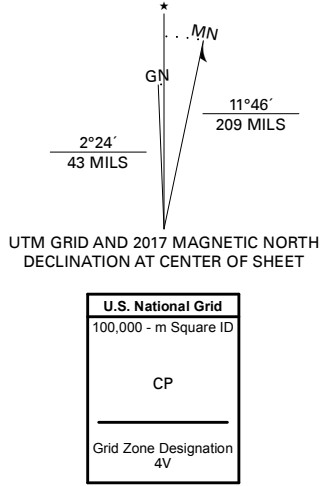 ★
MN
GN
11°46´
209 MILS
2°24´
43 MILS
UTM GRID AND 2017 MAGNETIC NORTH
DECLINATION AT CENTER OF SHEET
U.S. National Grid
100,000 - m Square ID
CP
Grid Zone Designation
4V